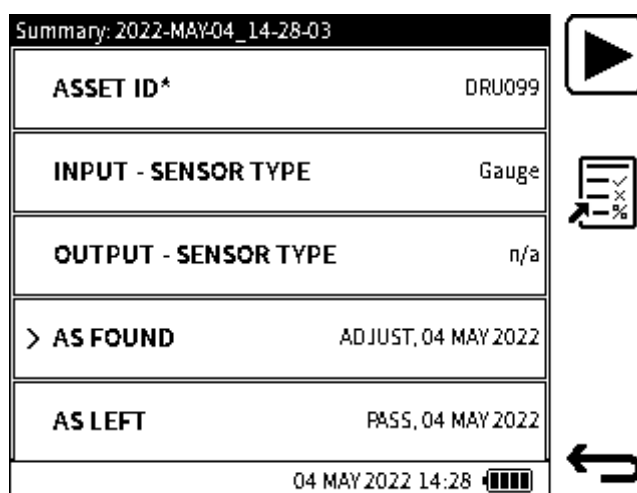 Summary: 2022-MAY-04_14-28-03
ASSET ID* DRU099
INPUT - SENSOR TYPE Gauge
OUTPUT - SENSOR TYPE n/a
> AS FOUND ADJUST, 04 MAY 2022
AS LEFT PASS, 04 MAY 2022
04 MAY 2022 14:28